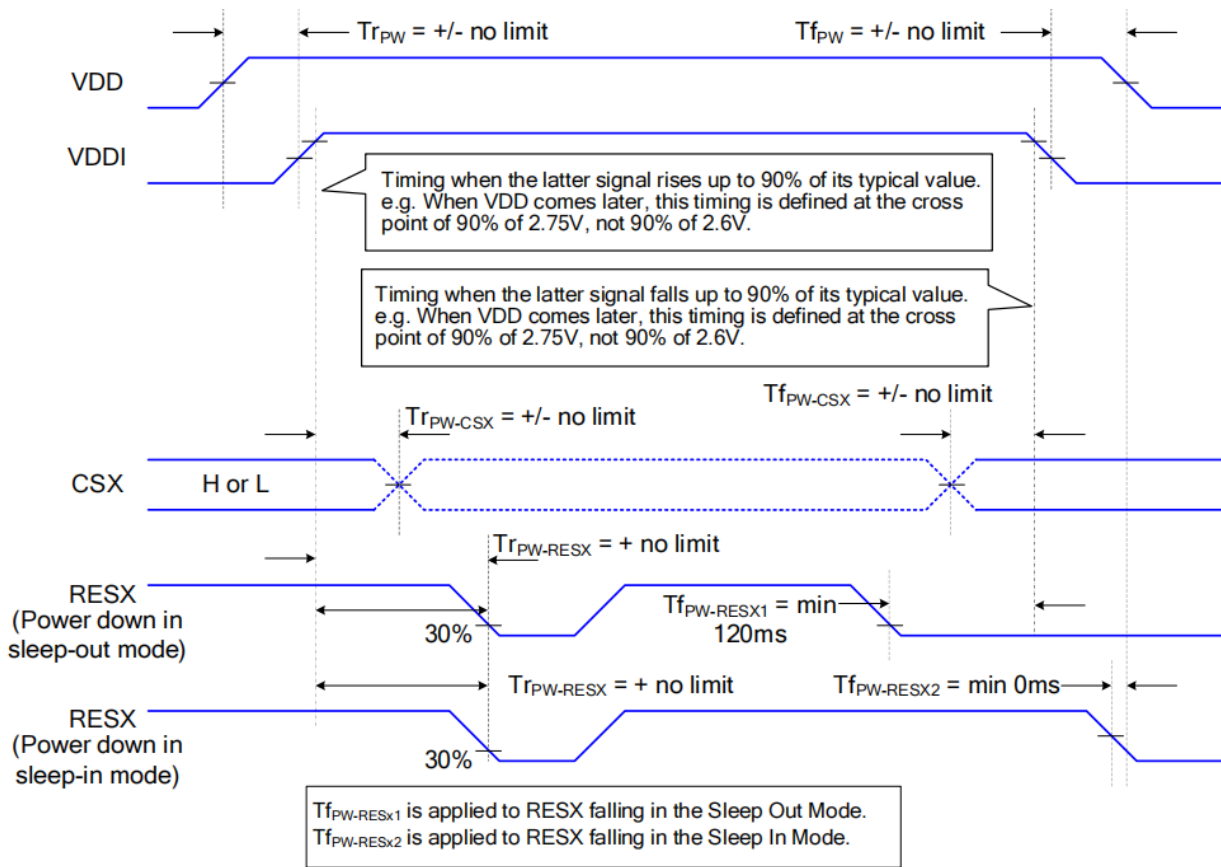 TrPW = +/- no limit
TfPW = +/- no limit
VDD
VDDI
Timing when the latter signal rises up to 90% of its typical value.
e.g. When VDD comes later, this timing is defined at the cross
point of 90% of 2.75V, not 90% of 2.6V.
Timing when the latter signal falls up to 90% of its typical value.
e.g. When VDD comes later, this timing is defined at the cross
point of 90% of 2.75V, not 90% of 2.6V.
TfPW-CSX = +/- no limit
TrPW-CSX = +/- no limit
CSX
H or L
TrPW-RESX = + no limit
RESX
(Power down in
sleep-out mode)
30%
TfPW-RESX1 = min
120ms
TrPW-RESX = + no limit
TfPW-RESX2 = min 0ms
RESX
(Power down in
sleep-in mode)
30%
TfPW-RESx1 is applied to RESX falling in the Sleep Out Mode.
TfPW-RESx2 is applied to RESX falling in the Sleep In Mode.